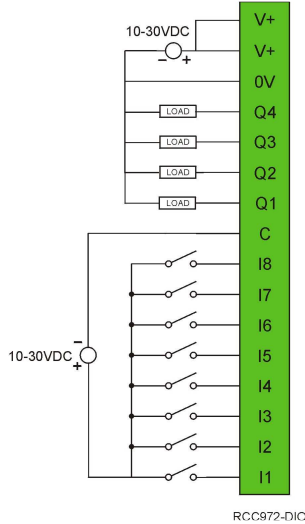 V+
10-30VDC
V+
- +
0V
LOAD Q4
LOAD Q3
LOAD Q2
LOAD Q1
C
I8
I7
I6
-
10-30VDC
+
I5
I4
I3
I2
I1
RCC972-DIO